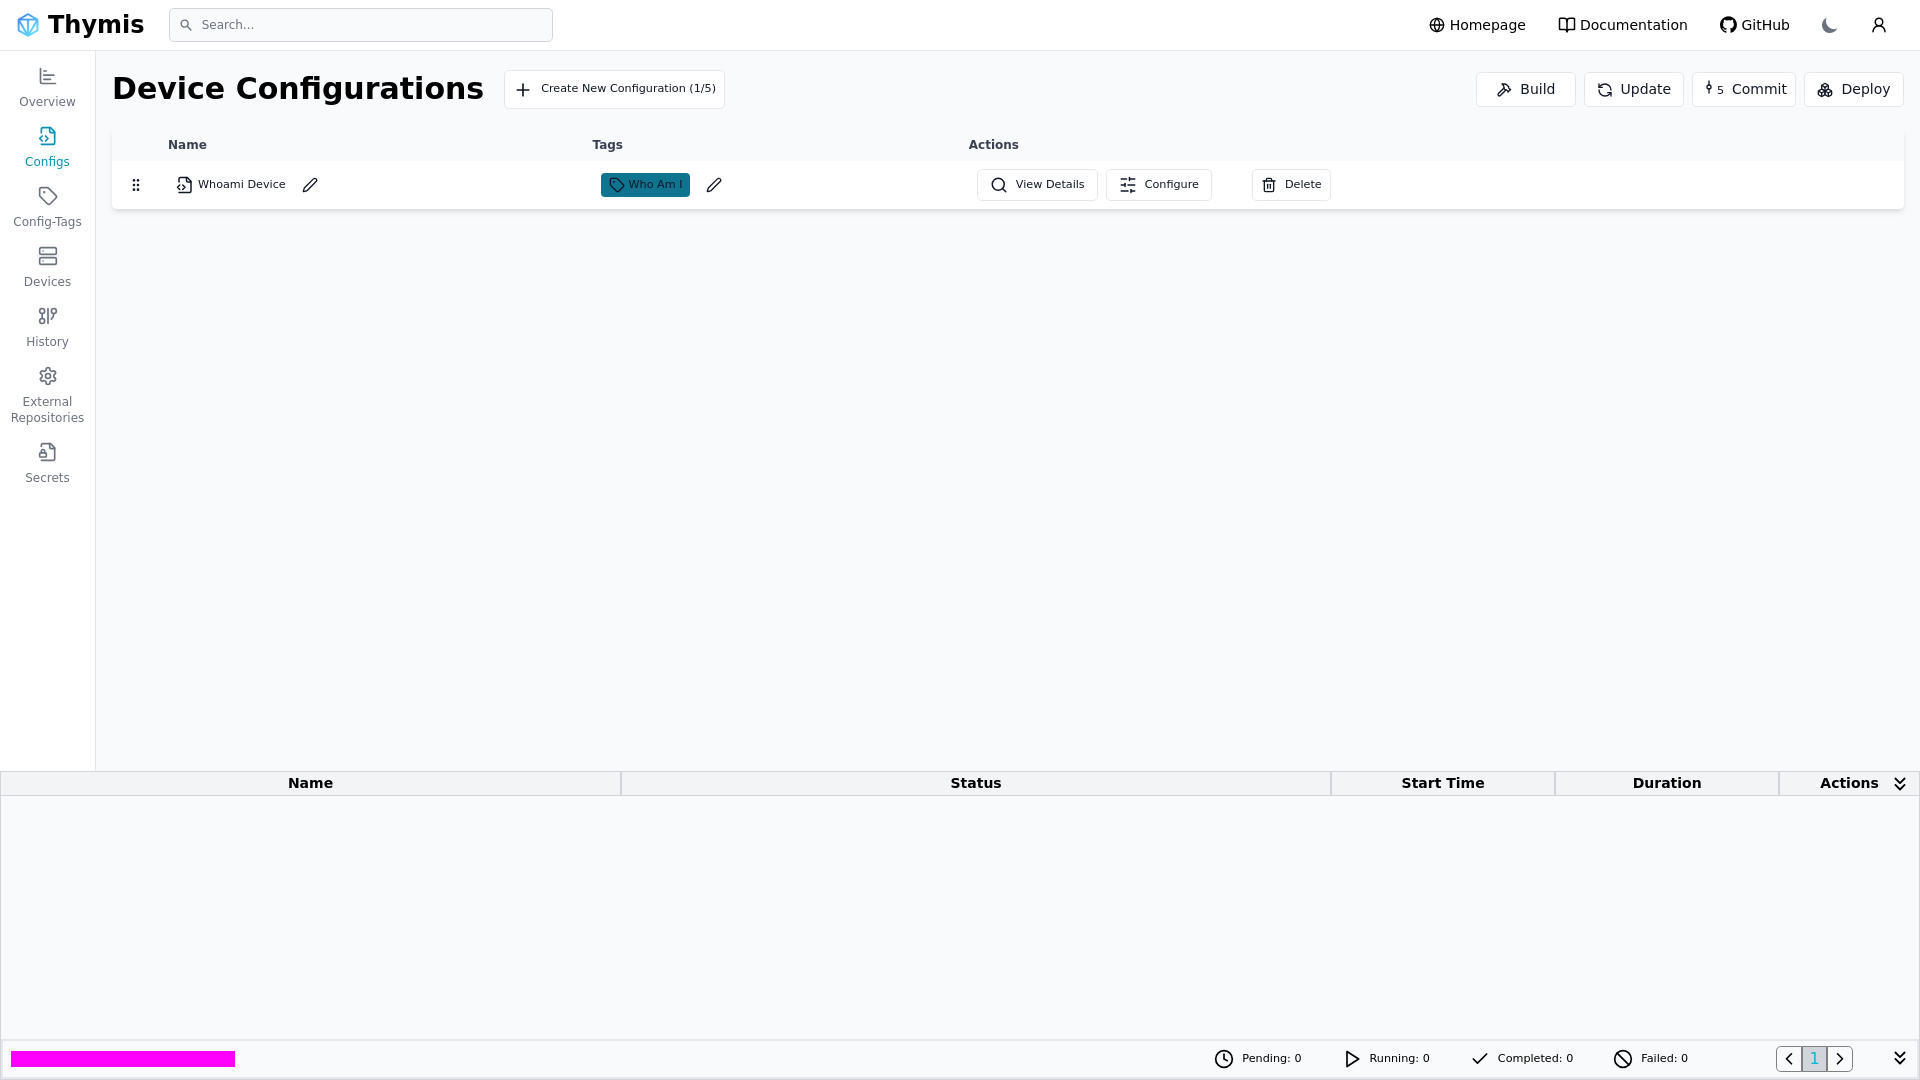 Thymis
Search...
Homepage
Documentation
GitHub
Overview
Configs
Config-Tags
Devices
History
External
Repositories
Secrets
Device Configurations
Create New Configuration (1/5)
Build
Update
5 Commit
Deploy
Name Tags Actions
Whoami Device
Who Am I
View Details
Configure
Delete
Name Status Start Time Duration Actions
Pending: 0
Running: 0
Completed: 0
Failed: 0
1